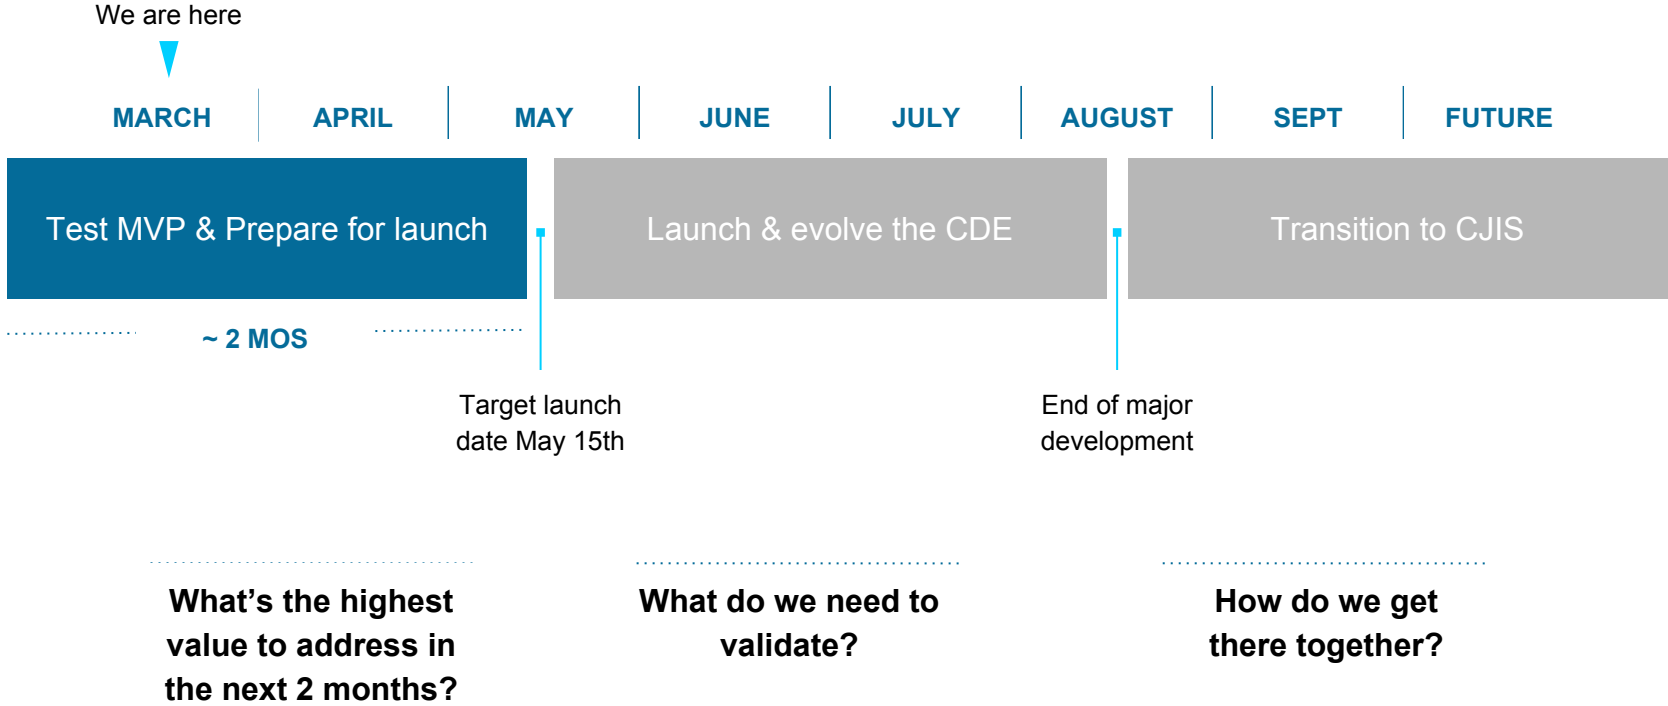 We are here
MARCH APRIL MAY JUNE JULY AUGUST SEPT FUTURE
Test MVP & Prepare for launch
Launch & evolve the CDE
Transition to CJIS
~ 2 MOS
Target launch
date May 15th
End of major
development
What’s the highest
value to address in
the next 2 months?
What do we need to
validate?
How do we get
there together?